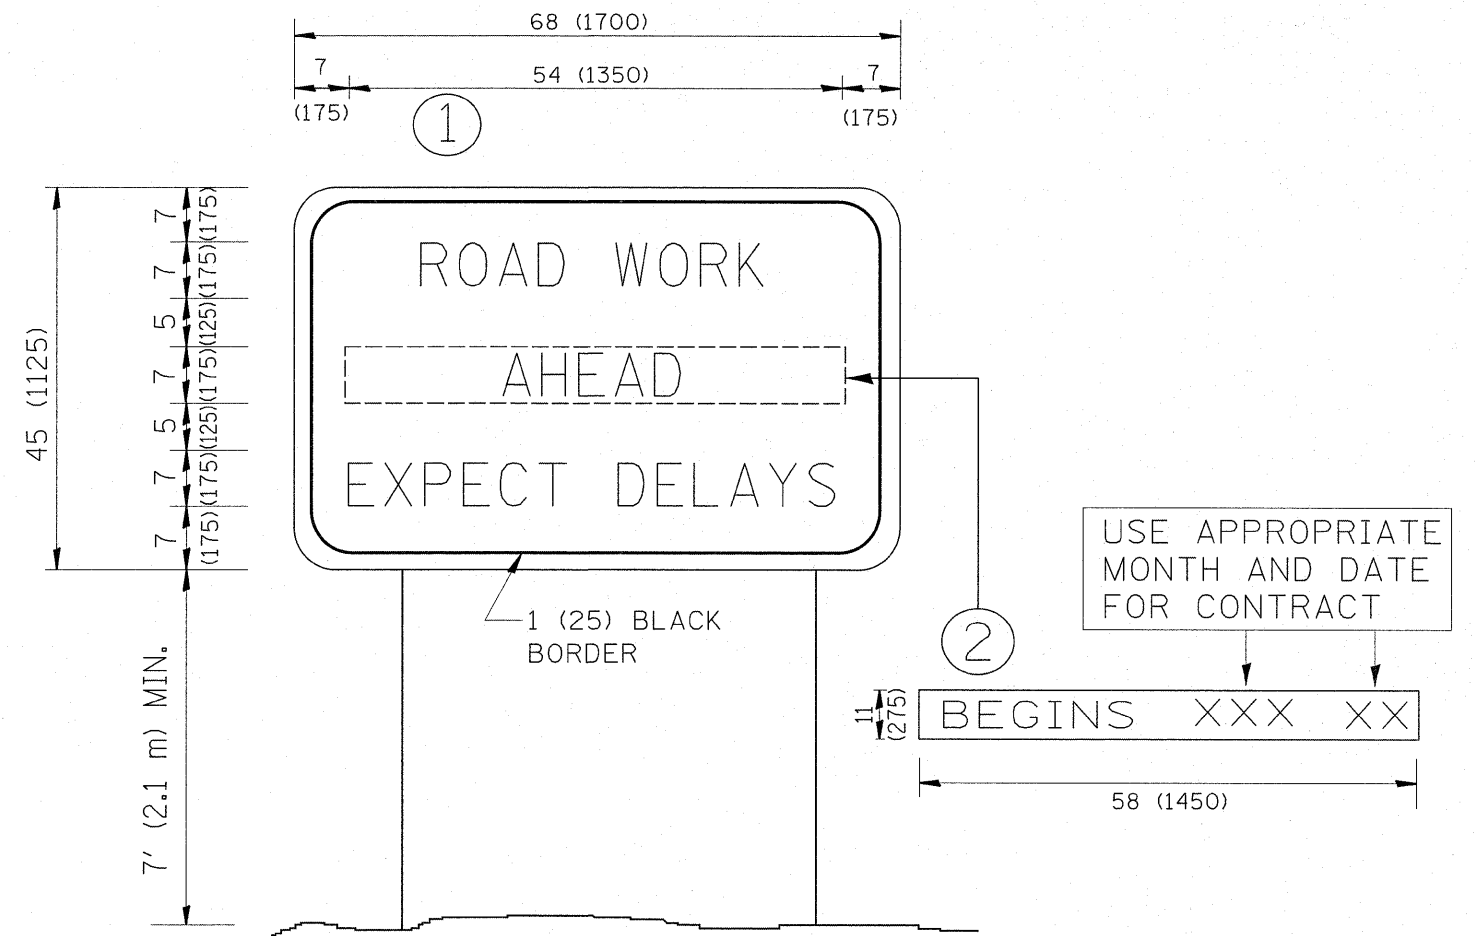 68 (1700)
7 54 (1350) 7
(175) (175)
1
7 (175)
7 (175)
5 (125)
7 (175)
5 (125)
7 (175)
7 (175)
45 (1125)
ROAD WORK
AHEAD
EXPECT DELAYS
1 (25) BLACK
BORDER
7' (2.1 m) MIN.
USE APPROPRIATE
MONTH AND DATE
FOR CONTRACT
2
11
(275)
BEGINS XXX XX
58 (1450)